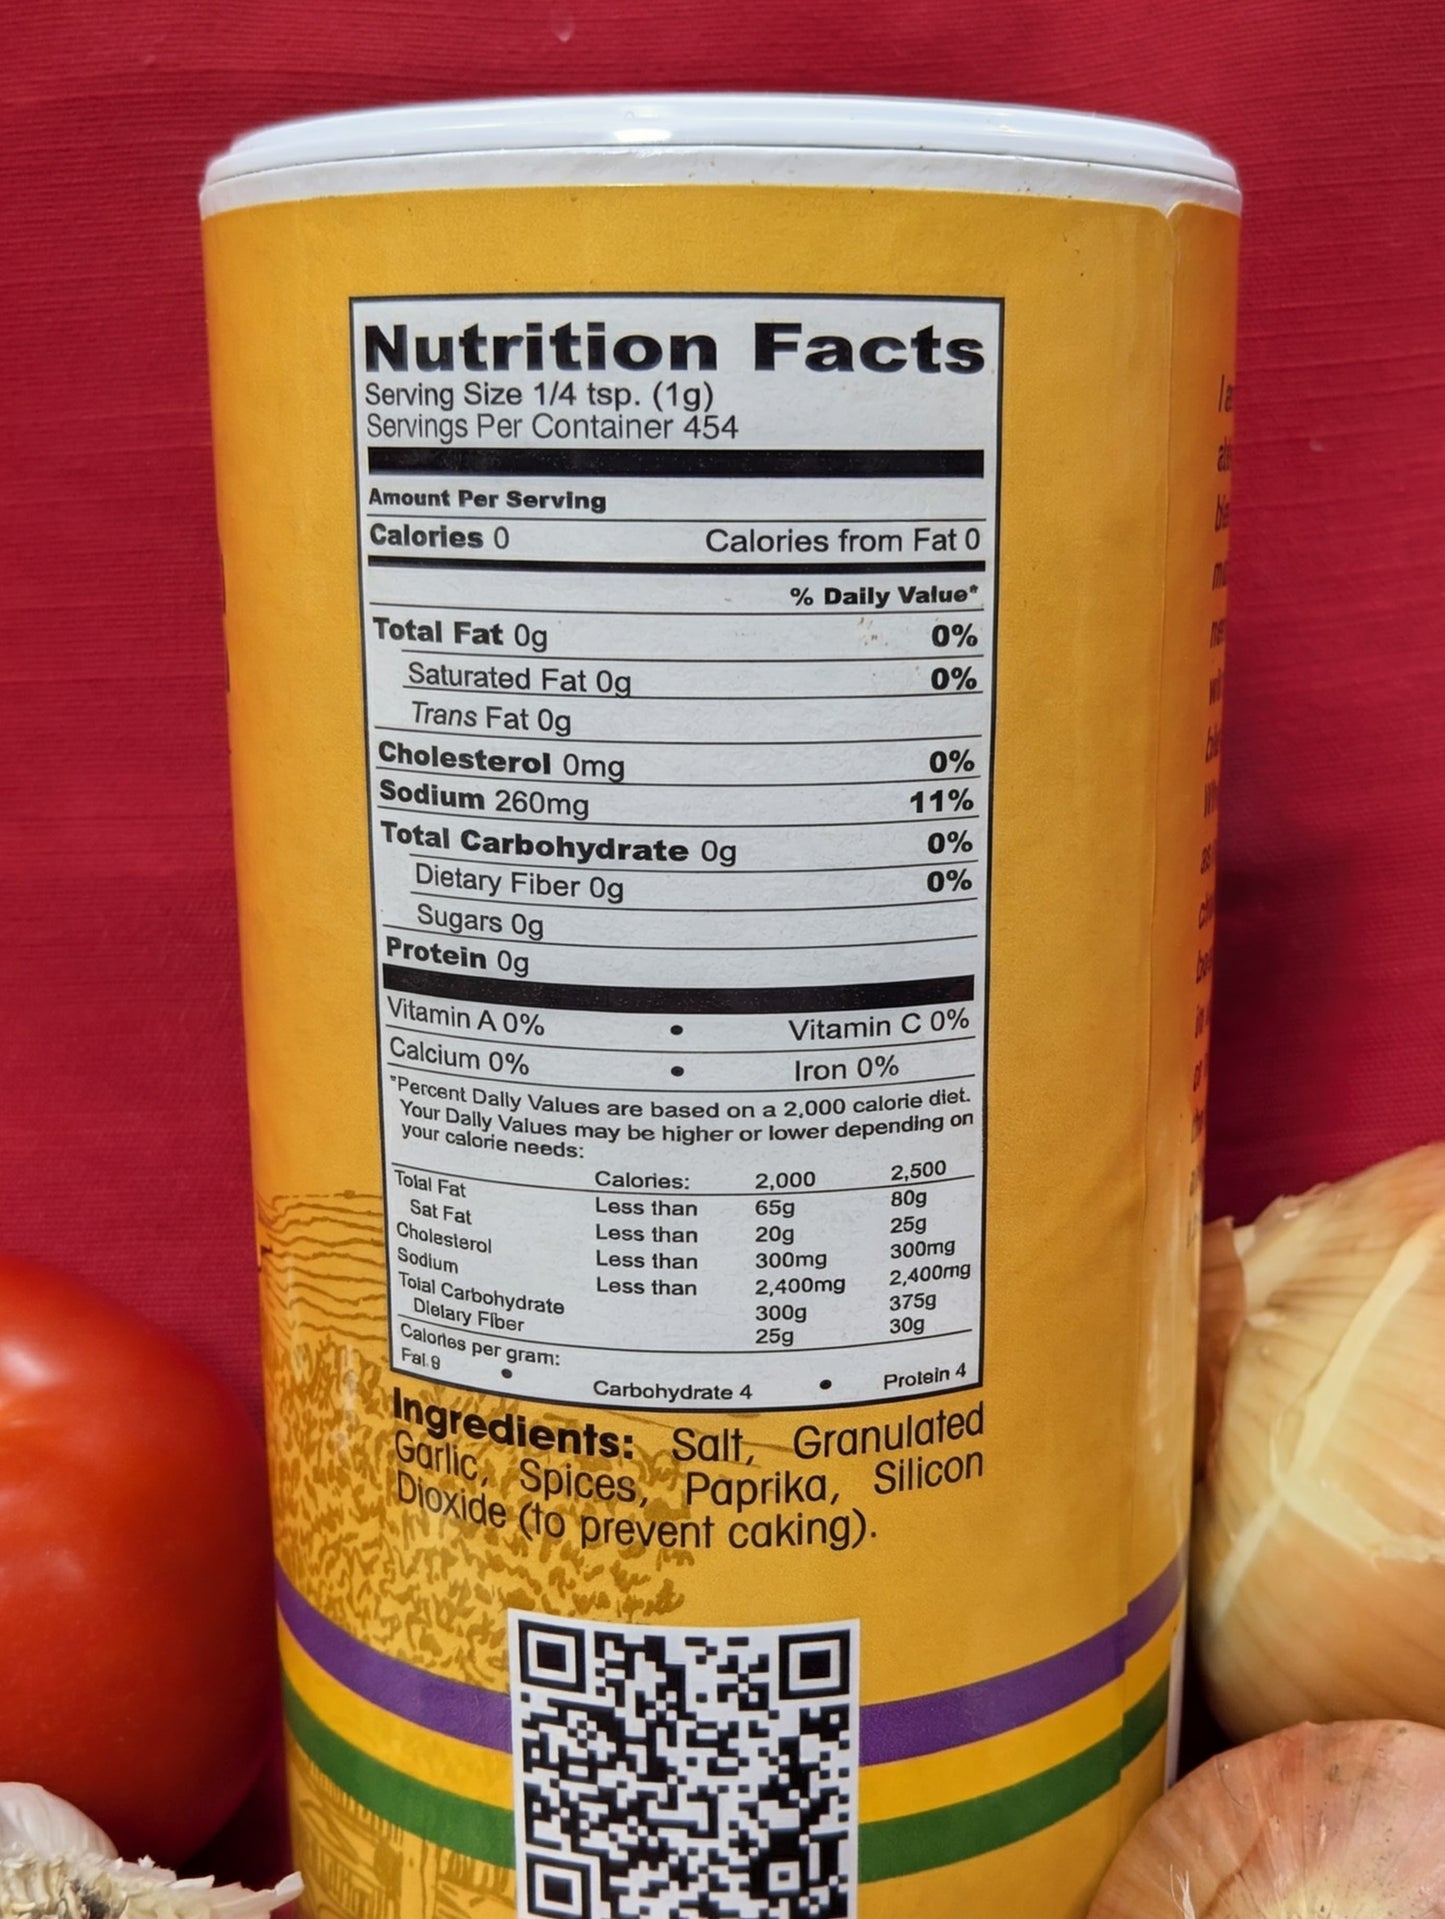 Nutrition Facts
Serving Size 1/4 tsp. (1g)
Servings Per Container 454
Amount Per Serving
Calories 0 Calories from Fat 0
% Daily Value*
Total Fat 0g 0%
Saturated Fat 0g 0%
Trans Fat 0g
Cholesterol 0mg 0%
Sodium 260mg 11%
Total Carbohydrate 0g 0%
Dietary Fiber 0g 0%
Sugars 0g
Protein 0g
Vitamin A 0% • Vitamin C 0%
Calcium 0% • Iron 0%
*Percent Daily Values are based on a 2,000 calorie diet.
Your Daily Values may be higher or lower depending on
your calorie needs:
Calories: 2,000 2,500
Total Fat Less than 65g 80g
Sat Fat Less than 20g 25g
Cholesterol Less than 300mg 300mg
Sodium Less than 2,400mg 2,400mg
Total Carbohydrate 300g 375g
Dietary Fiber 25g 30g
Calories per gram:
Fat 9 • Carbohydrate 4 • Protein 4
Ingredients: Salt, Granulated
Garlic, Spices, Paprika, Silicon
Dioxide (to prevent caking).